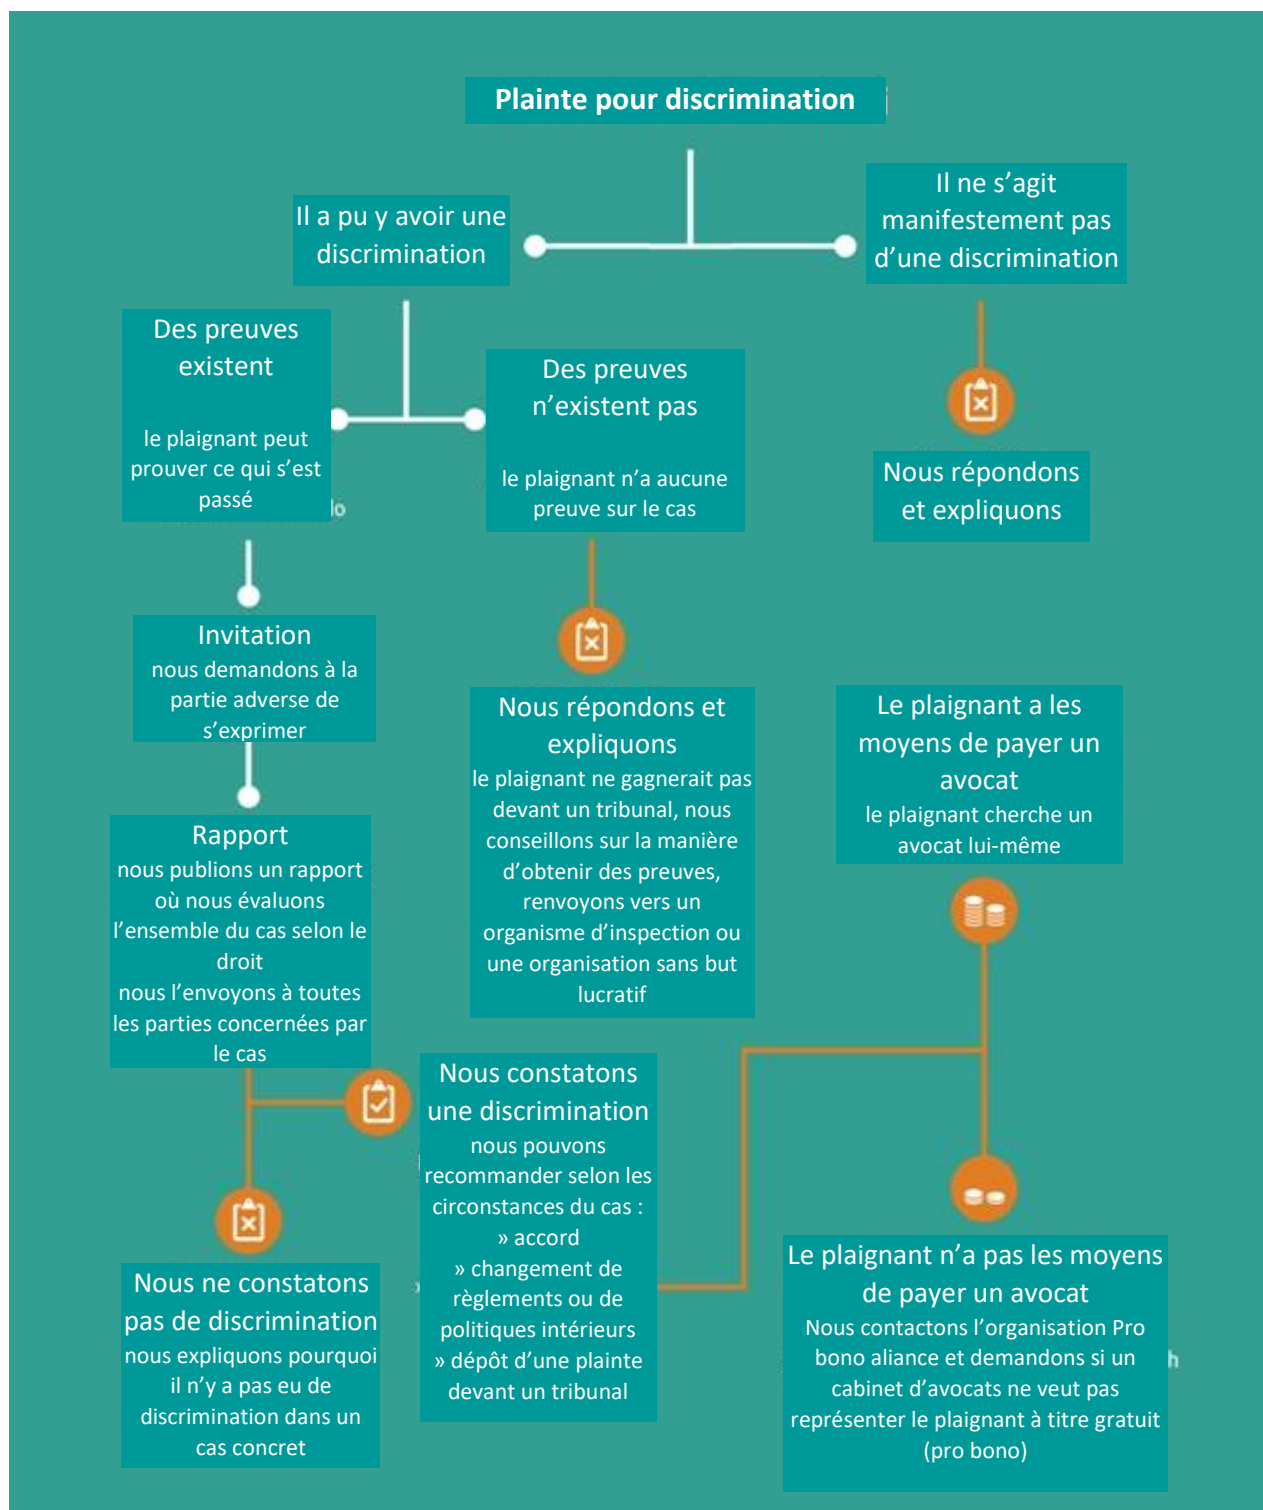 Plainte pour discrimination
Il a pu y avoir une
discrimination
Il ne s'agit
manifestement pas
d'une discrimination
Des preuves
existent
le plaignant peut
prouver ce qui s'est
passé
lo
Des preuves
n'existent pas
le plaignant n'a aucune
preuve sur le cas
Nous répondons
et expliquons
Invitation
nous demandons à la
partie adverse de
s'exprimer
Nous répondons et
expliquons
le plaignant ne gagnerait pas
devant un tribunal, nous
conseillons sur la manière
d'obtenir des preuves,
renvoyons vers un
organisme d'inspection ou
une organisation sans but
lucratif
Le plaignant a les
moyens de payer un
avocat
le plaignant cherche un
avocat lui-même
Rapport
nous publions un rapport
où nous évaluons
l'ensemble du cas selon le
droit
nous l'envoyons à toutes
les parties concernées par
le cas
Nous constatons
une discrimination
nous pouvons
recommander selon les
circonstances du cas :
» accord
» changement de
règlements ou de
politiques intérieurs
» dépôt d'une plainte
devant un tribunal
Nous ne constatons
pas de discrimination
nous expliquons pourquoi
il n'y a pas eu de
discrimination dans un
cas concret
Le plaignant n'a pas les moyens
de payer un avocat
Nous contactons l'organisation Pro
bono aliance et demandons si un
cabinet d'avocats ne veut pas
représenter le plaignant à titre gratuit
(pro bono)
h